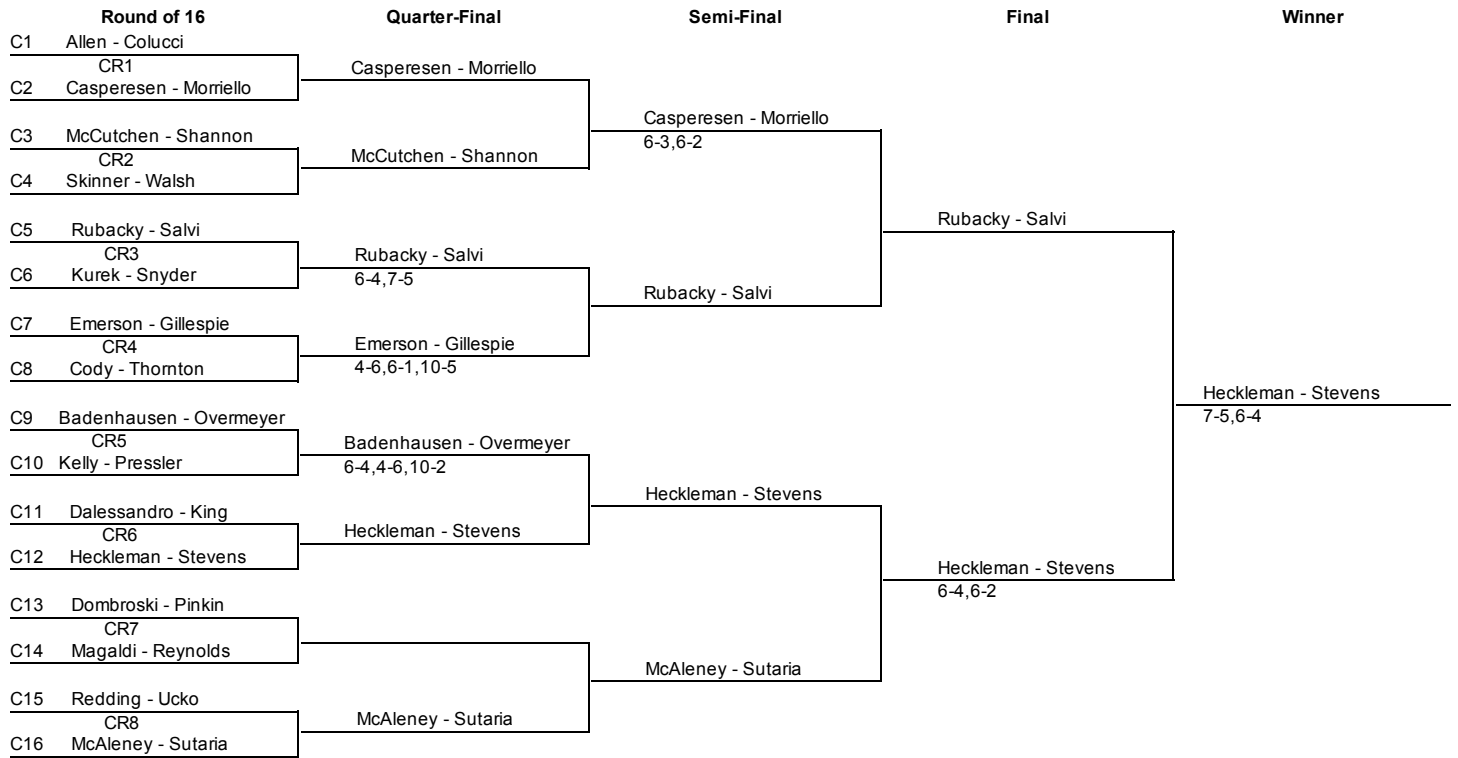 Round of 16 Quarter-Final Semi-Final Final Winner
C1 Allen - Colucci
CR1
C2 Casperesen - Morriello
C3 McCutchen - Shannon
CR2
C4 Skinner - Walsh
C5 Rubacky - Salvi
CR3
C6 Kurek - Snyder
C7 Emerson - Gillespie
CR4
C8 Cody - Thornton
C9 Badenhausen - Overmeyer
CR5
C10 Kelly - Pressler
C11 Dalessandro - King
CR6
C12 Heckleman - Stevens
C13 Dombroski - Pinkin
CR7
C14 Magaldi - Reynolds
C15 Redding - Ucko
CR8
C16 McAleney - Sutaria
Casperesen - Morriello
McCutchen - Shannon
Rubacky - Salvi
6-4,7-5
Emerson - Gillespie
4-6,6-1,10-5
Badenhausen - Overmeyer
6-4,4-6,10-2
Heckleman - Stevens
McAleney - Sutaria
Casperesen - Morriello
6-3,6-2
Rubacky - Salvi
Heckleman - Stevens
McAleney - Sutaria
Rubacky - Salvi
Heckleman - Stevens
6-4,6-2
Heckleman - Stevens
7-5,6-4